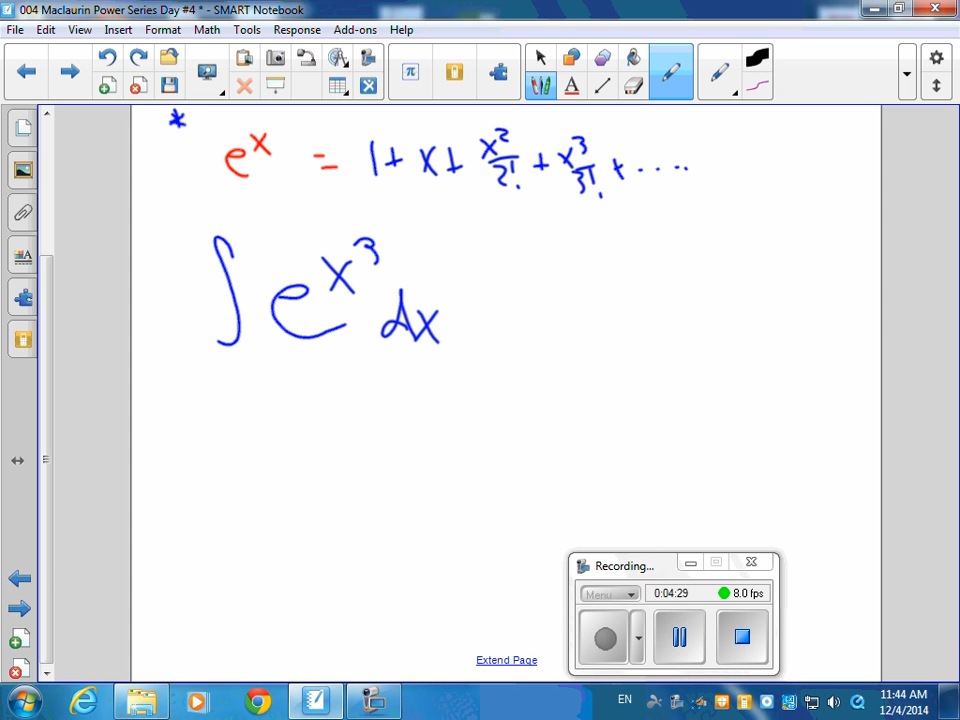 004 Maclaurin Power Series Day #4 * - SMART Notebook
File Edit View Insert Format Math Tools Response Add-ons Help
*
e^x = 1 + x + x^2/2! + x^3/3! + ....
∫ e^x^3 dx
Recording...
Menu
0:04:29
8.0 fps
Extend Page
EN
11:44 AM
12/4/2014